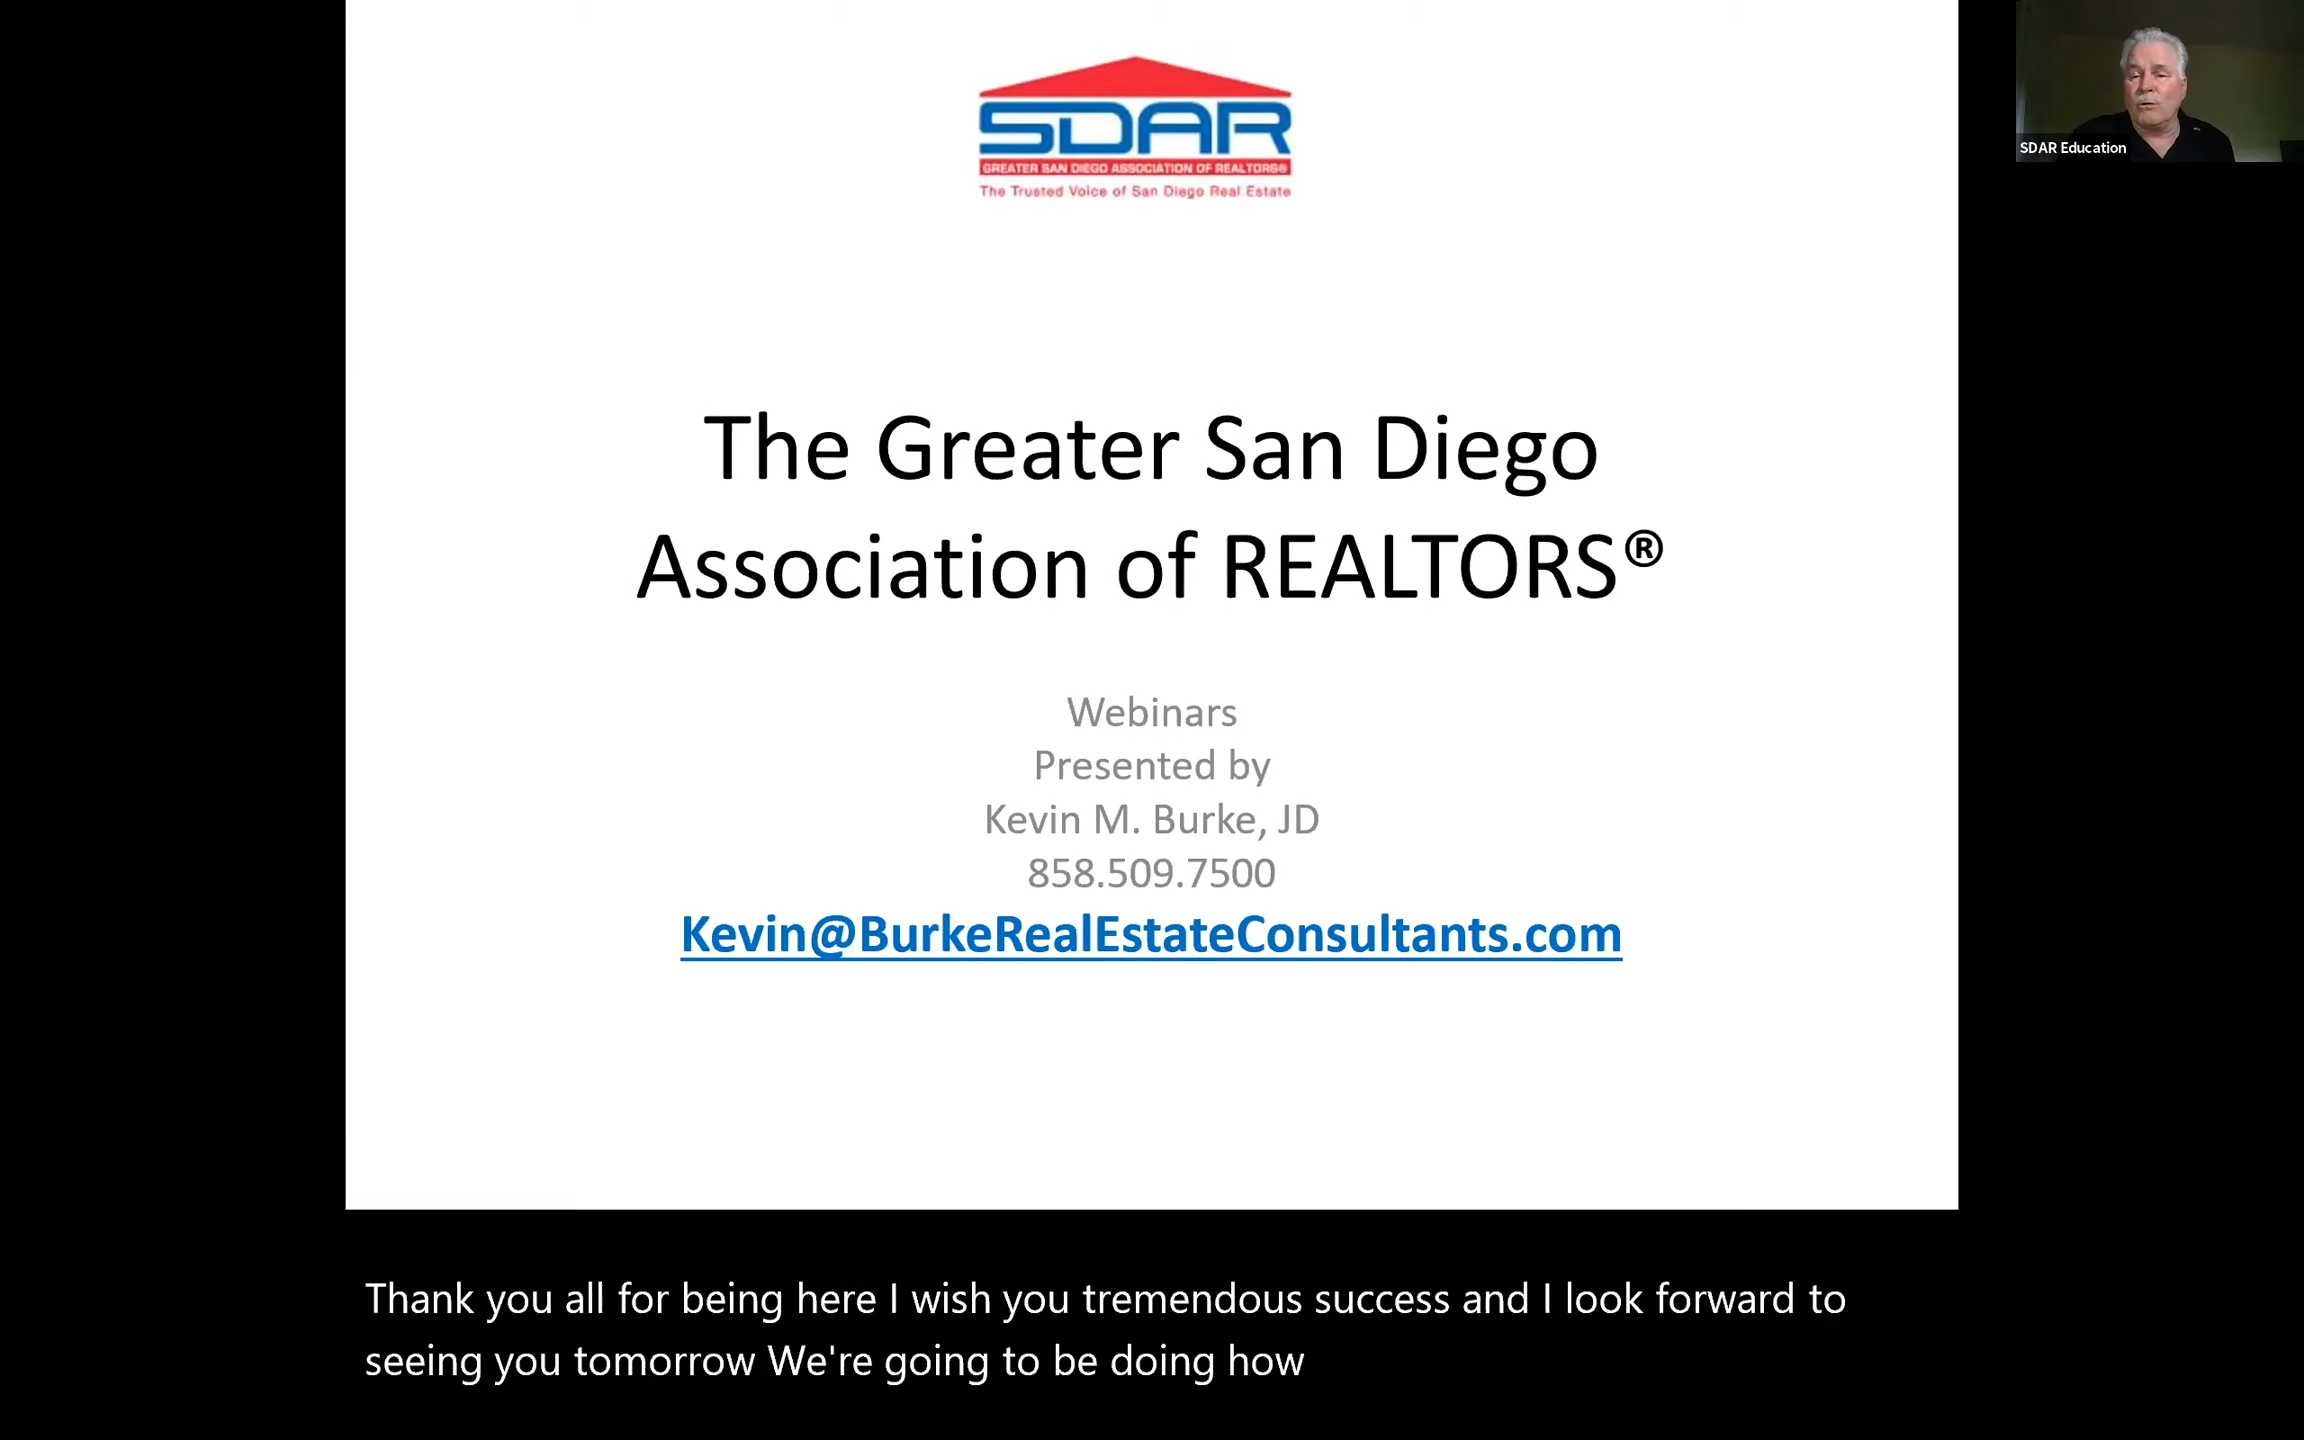 SDAR
GREATER SAN DIEGO ASSOCIATION OF REALTORS®
The Trusted Voice of San Diego Real Estate
SDAR Education
The Greater San Diego
Association of REALTORS®
Webinars
Presented by
Kevin M. Burke, JD
858.509.7500
Kevin@BurkeRealEstateConsultants.com
Thank you all for being here I wish you tremendous success and I look forward to
seeing you tomorrow We're going to be doing how